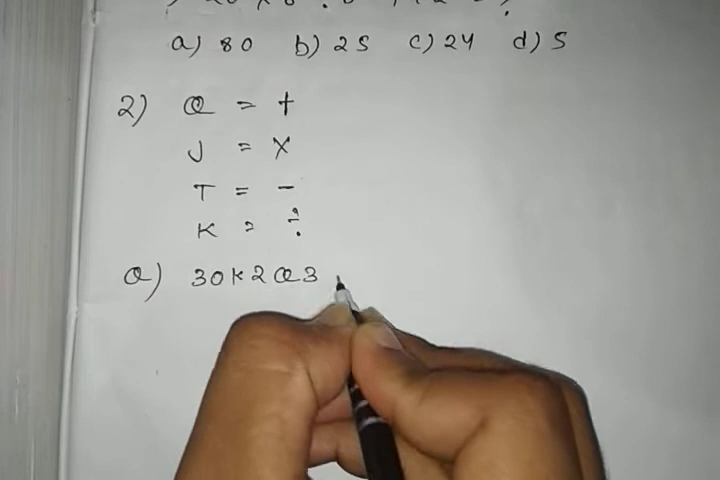 a) 80 b) 25 c) 24 d) 5
2) Q = +
J = ×
T = -
K = ÷
a) 30K2Q3